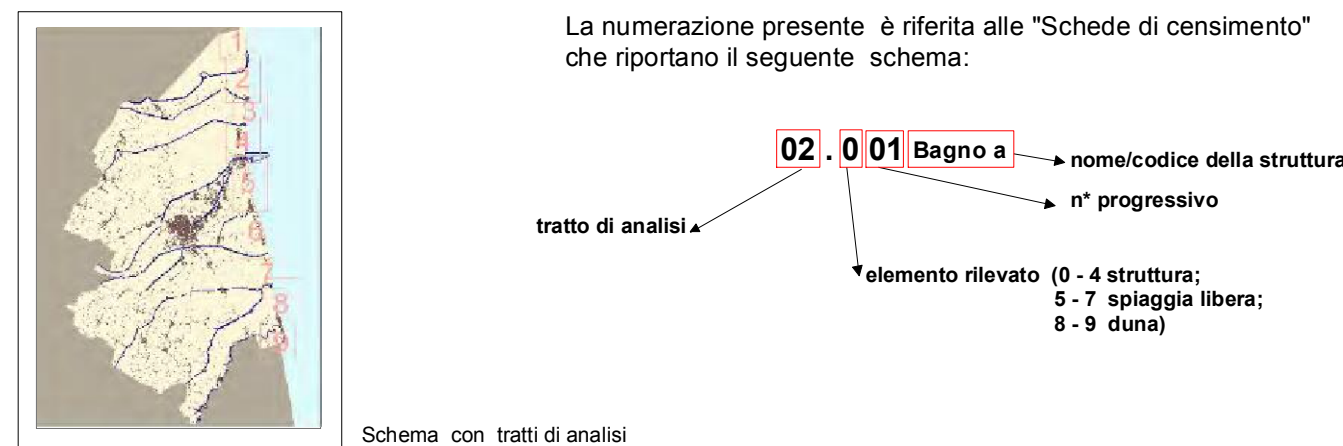 La numerazione presente è riferita alle "Schede di censimento"
che riportano il seguente schema:
1
2
3
4
5
6
7
8
9
02 . 0 01 Bagno a
nome/codice della struttura
n* progressivo
tratto di analisi
elemento rilevato (0 - 4 struttura;
5 - 7 spiaggia libera;
8 - 9 duna)
Schema con tratti di analisi